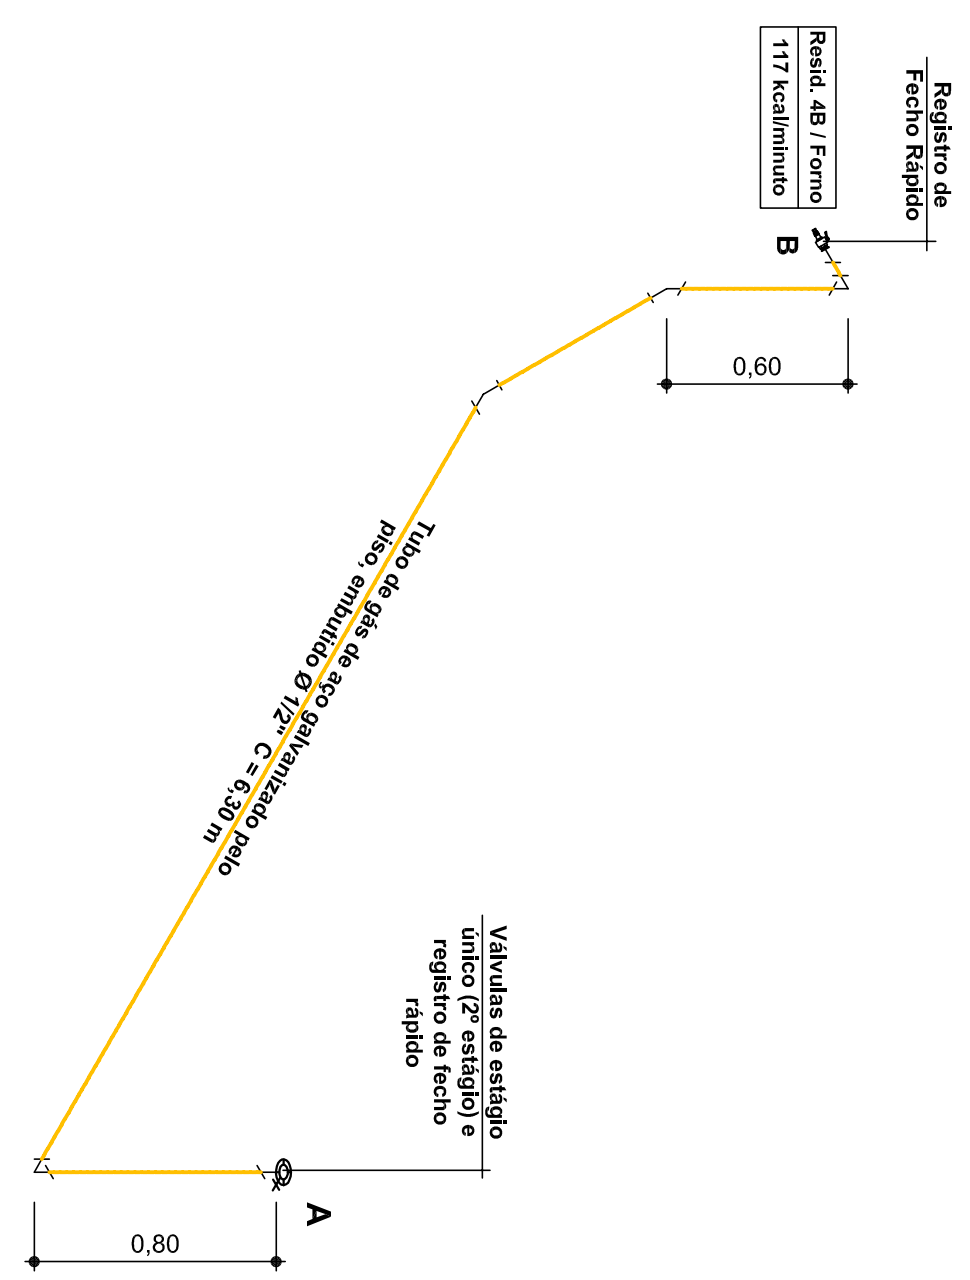 Registro de
Fecho Rápido
Resid. 4B / Forno
117 kcal/minuto
B
0,60
Tubo de gás de aço galvanizado pelo
piso, embutido Ø 1/2" C = 6,30 m
Válvulas de estágio
único (2º estágio) e
registro de fecho
rápido
A
0,80